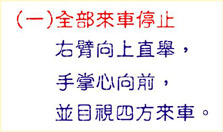 (一)全部來車停止
右臂向上直舉，
手掌心向前，
並目視四方來車。